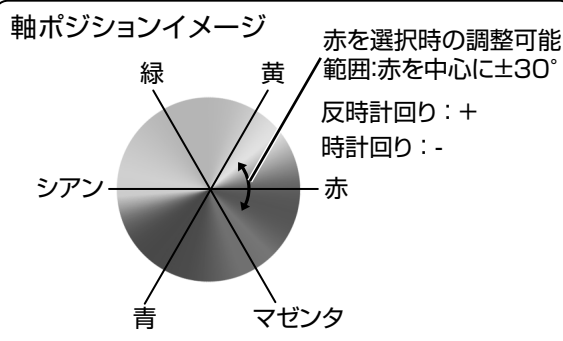 軸ポジションイメージ
赤を選択時の調整可能
範囲:赤を中心に±30°
反時計回り：＋
時計回り：-
緑
黄
シアン
赤
青
マゼンタ